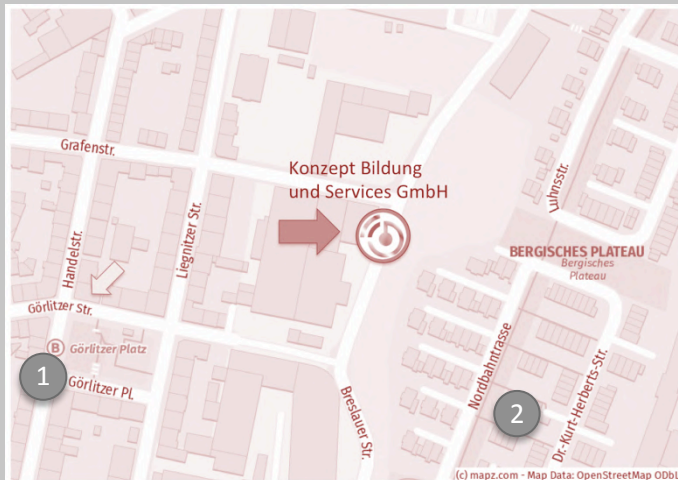 Grafenstr.
Konzept Bildung
und Services GmbH
Luhnsstr.
Liegnitzer Str.
Handelstr.
BERGISCHES PLATEAU
Bergisches
Plateau
Görlitzer Str.
B
Görlitzer Platz
1
Görlitzer Pl.
Breslauer Str.
Nordbahntrasse
2
Dr.-Kurt-Herberts-Str.
(c) mapz.com - Map Data: OpenStreetMap ODbL